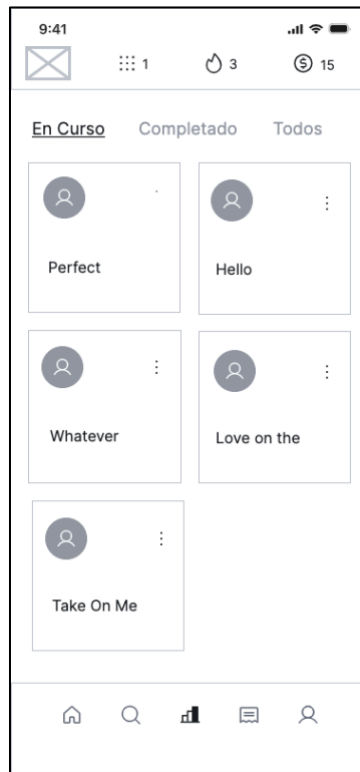 9:41
1 3 15
En Curso Completado Todos
Perfect
Hello
Whatever
Love on the
Take On Me